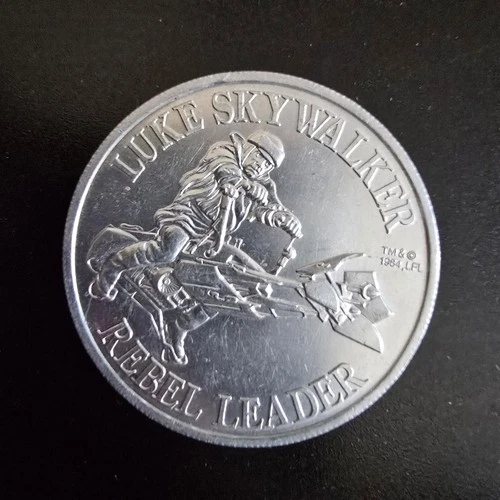 LUKE SKYWALKER
TM & ©
1984, LFL
REBEL LEADER